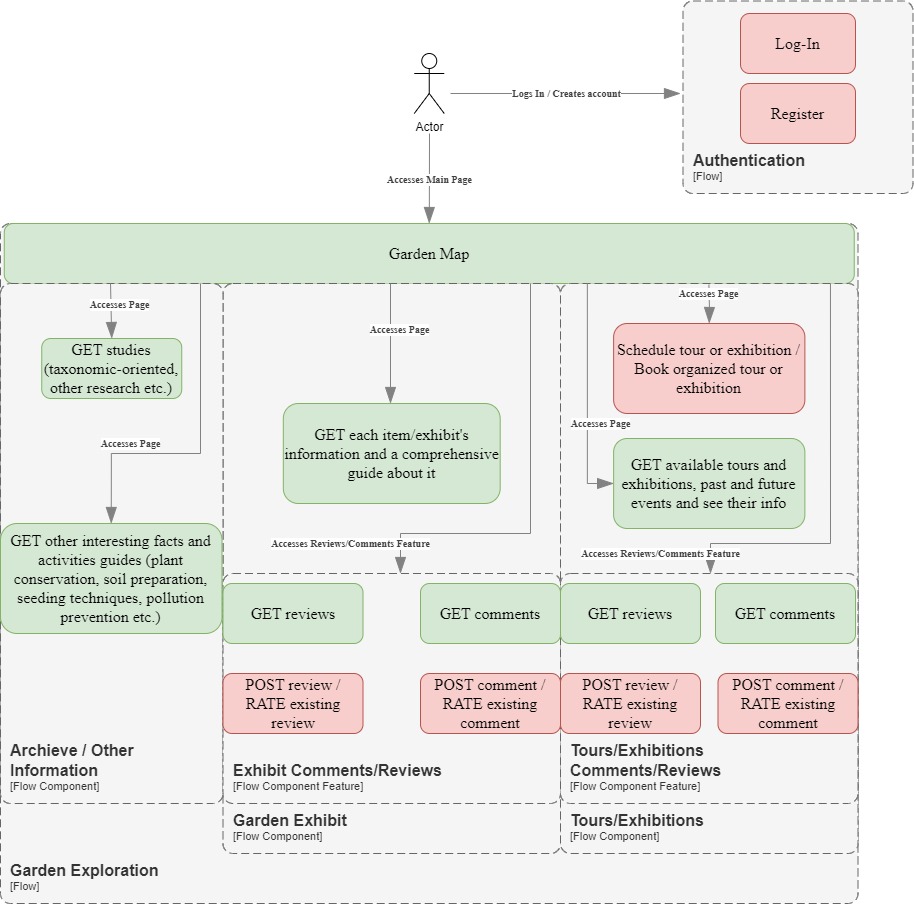 Log-In
Register
Authentication
[Flow]
Logs In / Creates account
Actor
Accesses Main Page
Garden Map
Accesses Page
GET studies
(taxonomic-oriented,
other research etc.)
Accesses Page
GET other interesting facts and
activities guides (plant
conservation, soil preparation,
seeding techniques, pollution
prevention etc.)
Archieve / Other
Information
[Flow Component]
Accesses Page
GET each item/exhibit's
information and a comprehensive
guide about it
Accesses Reviews/Comments Feature
GET reviews
GET comments
POST review /
RATE existing
review
POST comment /
RATE existing
comment
Exhibit Comments/Reviews
[Flow Component Feature]
Garden Exhibit
[Flow Component]
Accesses Page
Schedule tour or exhibition /
Book organized tour or
exhibition
Accesses Page
GET available tours and
exhibitions, past and future
events and see their info
Accesses Reviews/Comments Feature
GET reviews
GET comments
POST review /
RATE existing
review
POST comment /
RATE existing
comment
Tours/Exhibitions
Comments/Reviews
[Flow Component Feature]
Tours/Exhibitions
[Flow Component]
Garden Exploration
[Flow]